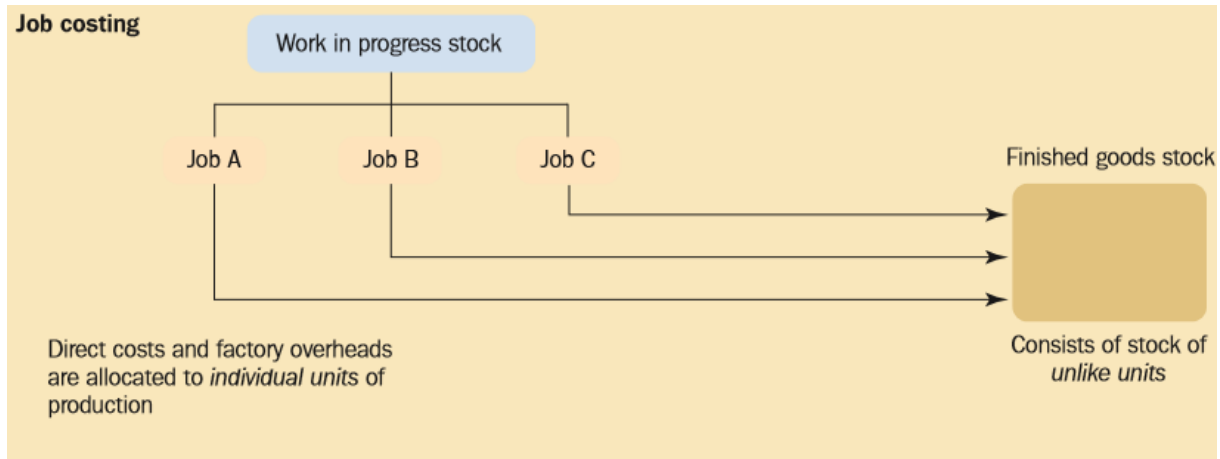 Job costing
Work in progress stock
Job A
Job B
Job C
Finished goods stock
Direct costs and factory overheads
are allocated to individual units of
production
Consists of stock of
unlike units